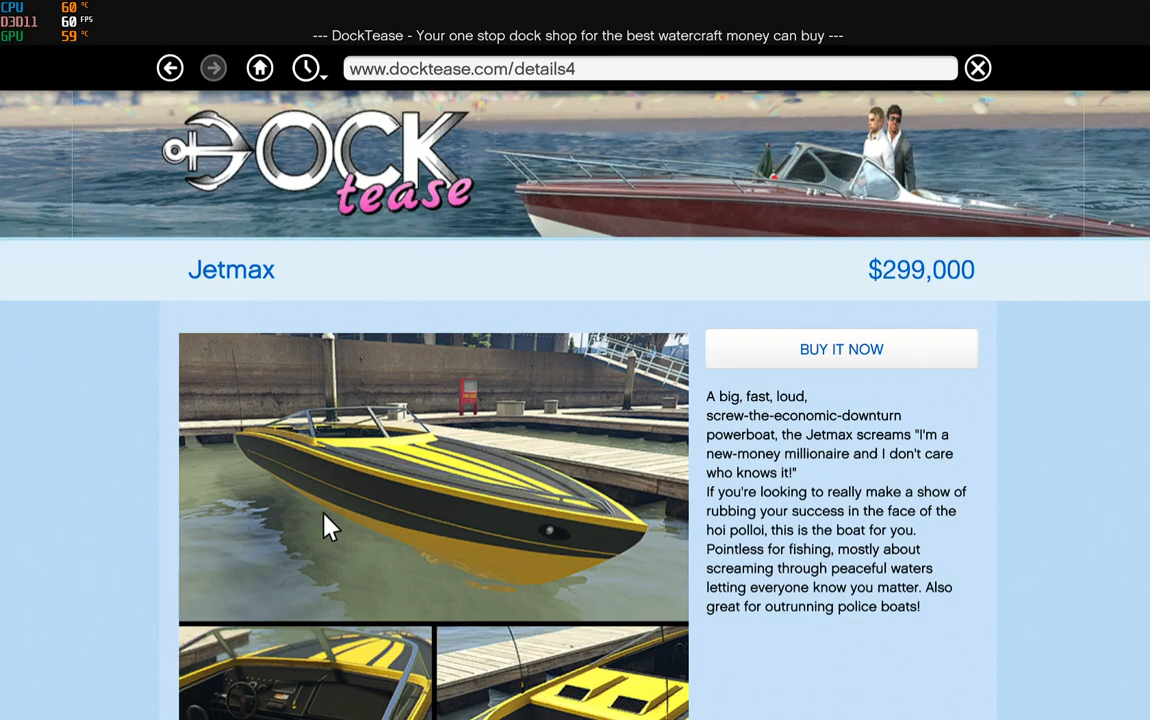 CPU 60 °C
D3D11 60 FPS
GPU 59 °C
--- DockTease - Your one stop dock shop for the best watercraft money can buy ---
www.docktease.com/details4
DOCK
tease
Jetmax $299,000
BUY IT NOW
A big, fast, loud,
screw-the-economic-downturn
powerboat, the Jetmax screams "I'm a
new-money millionaire and I don't care
who knows it!"
If you're looking to really make a show of
rubbing your success in the face of the
hoi polloi, this is the boat for you.
Pointless for fishing, mostly about
screaming through peaceful waters
letting everyone know you matter. Also
great for outrunning police boats!